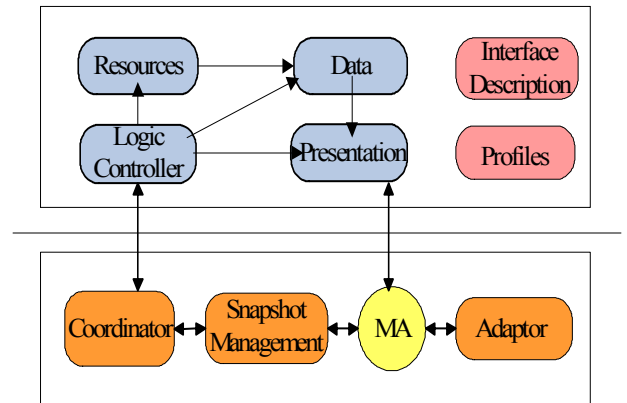 Resources
Data
Interface
Description
Logic
Controller
Presentation
Profiles
Coordinator
Snapshot
Management
MA
Adaptor